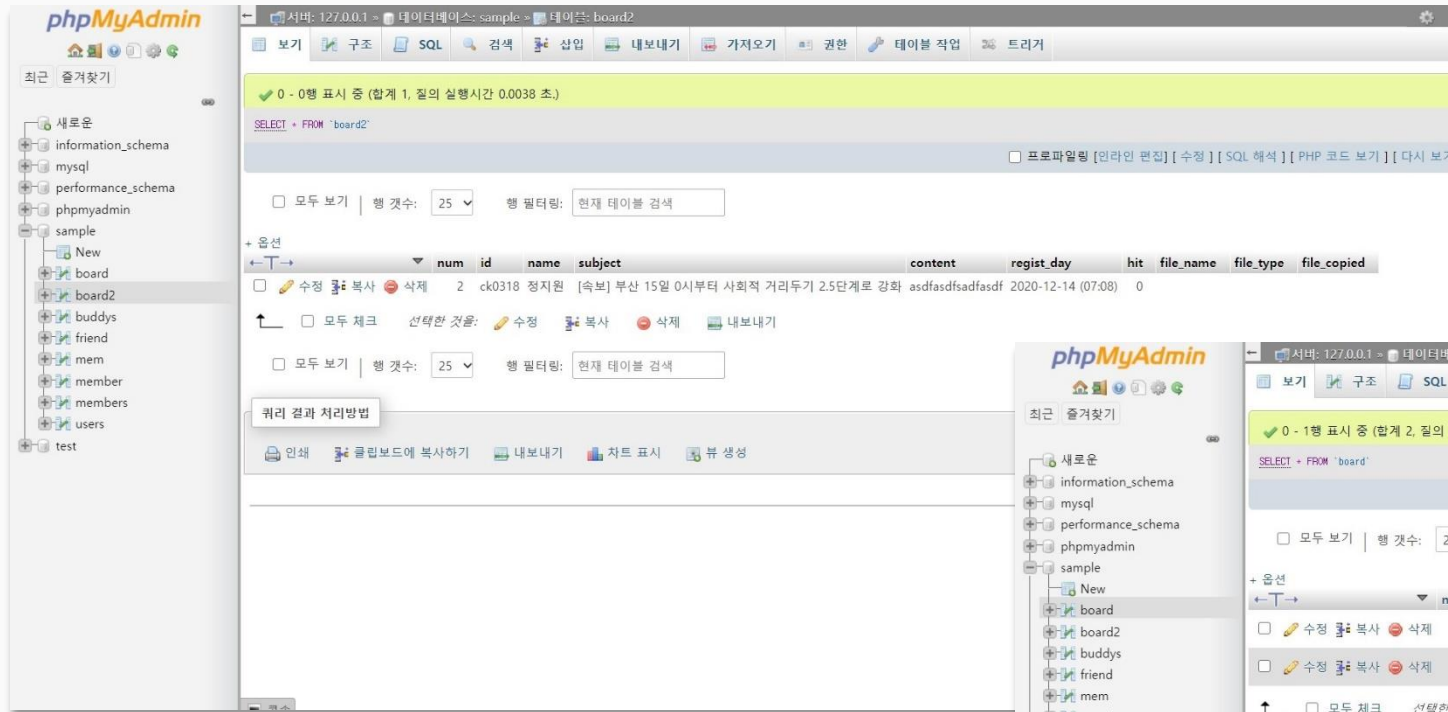 phpMyAdmin
최근 즐겨찾기
새로운
information_schema
mysql
performance_schema
phpmyadmin
sample
New
board
board2
buddys
friend
mem
member
members
users
test
서버: 127.0.0.1 » 데이터베이스: sample » 테이블: board2
보기 구조 SQL 검색 삽입 내보내기 가져오기 권한 테이블 작업 트리거
0 - 0행 표시 중 (합계 1, 질의 실행시간 0.0038 초.)
SELECT * FROM `board2`
프로파일링 [인라인 편집] [ 수정 ] [ SQL 해석 ] [ PHP 코드 보기 ] [ 다시 보기
모두 보기 | 행 갯수: 25 행 필터링: 현재 테이블 검색
+ 옵션
←T→ ▼ num id name subject content regist_day hit file_name file_type file_copied
수정 복사 삭제 2 ck0318 정지원 [속보] 부산 15일 0시부터 사회적 거리두기 2.5단계로 강화 asdfasdfsadfasdf 2020-12-14 (07:08) 0
모두 체크 선택한 것을: 수정 복사 삭제 내보내기
모두 보기 | 행 갯수: 25 행 필터링: 현재 테이블 검색
쿼리 결과 처리방법
인쇄 클립보드에 복사하기 내보내기 차트 표시 뷰 생성
phpMyAdmin
최근 즐겨찾기
새로운
information_schema
mysql
performance_schema
phpmyadmin
sample
New
board
board2
buddys
friend
mem
서버: 127.0.0.1 »
보기 구조 SQL
0 - 1행 표시 중 (합계 2, 질의
SELECT * FROM `board`
모두 보기 | 행 갯수:
+ 옵션
←T→ ▼
수정 복사 삭제
수정 복사 삭제
모두 체크